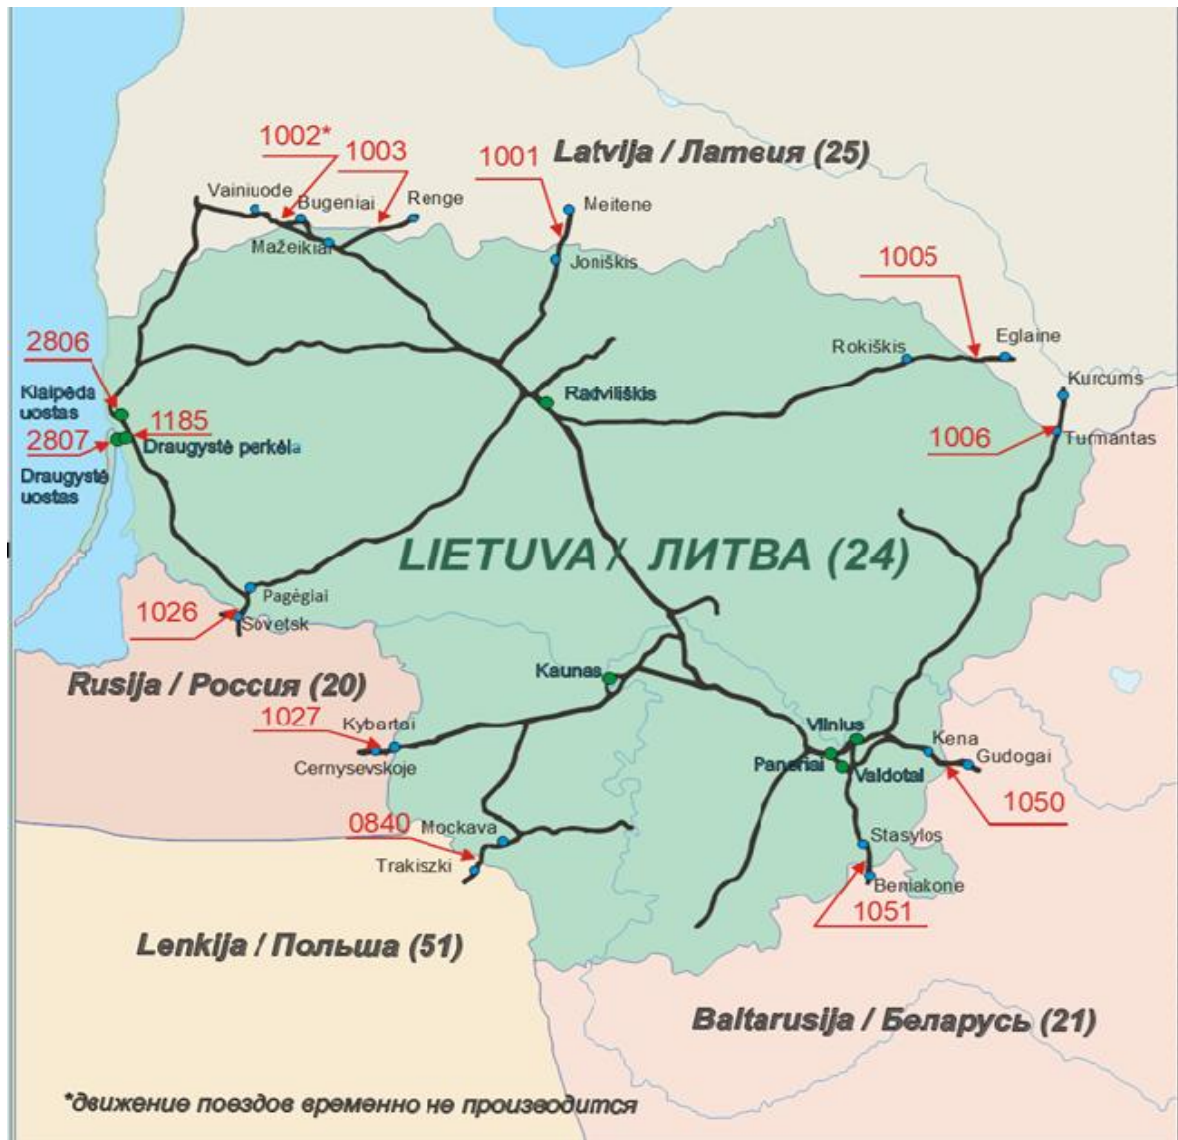 1002*
1003
1001
Latvija / Латвия (25)
Vainiuode
Bugeniai
Renge
Meitene
Mažeikiai
Joniškis
1005
2806
Rokiškis
Eglaine
Kurcums
Klaipėda
uostas
Radviliškis
1185
2807
Draugystė perkėla
1006
Turmantas
Draugystė
uostas
LIETUVA / ЛИТВА (24)
Pagėgiai
1026
Sovetsk
Rusija / Россия (20)
Kaunas
1027
Kybartai
Cernysevskoje
Vilnius
Kena
Paneriai
Valdotai
Gudogai
1050
0840
Mockava
Stasylos
Trakiszki
Beniakone
1051
Lenkija / Польша (51)
Baltarusija / Беларусь (21)
*движение поездов временно не производится